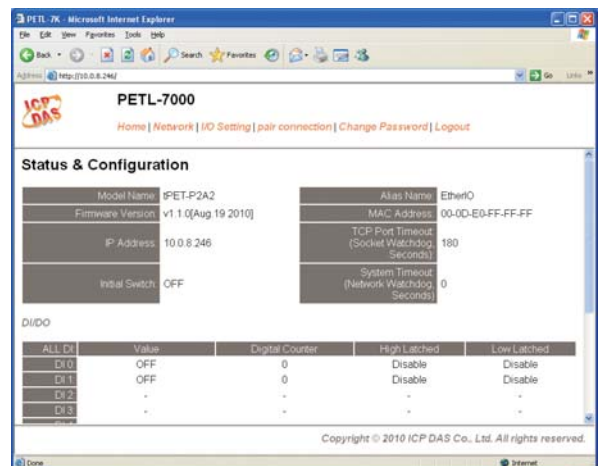 PETL-7K - Microsoft Internet Explorer
File Edit View Favorites Tools Help
Back Search Favorites
Address http://10.0.8.246/ Go Links »
ICP DAS
PETL-7000
Home | Network | I/O Setting | pair connection | Change Password | Logout
Status & Configuration
Model Name: tPET-P2A2 Alias Name: EtherIO
Firmware Version: v1.1.0[Aug.19 2010] MAC Address: 00-0D-E0-FF-FF-FF
IP Address: 10.0.8.246 TCP Port Timeout
(Socket Watchdog,
Seconds): 180
Initial Switch: OFF System Timeout
(Network Watchdog,
Seconds): 0
DI/DO
ALL DI: Value Digital Counter High Latched Low Latched
DI 0 OFF 0 Disable Disable
DI 1 OFF 0 Disable Disable
DI 2 - - - -
DI 3 - - - -
Copyright © 2010 ICP DAS Co., Ltd. All rights reserved.
Done Internet